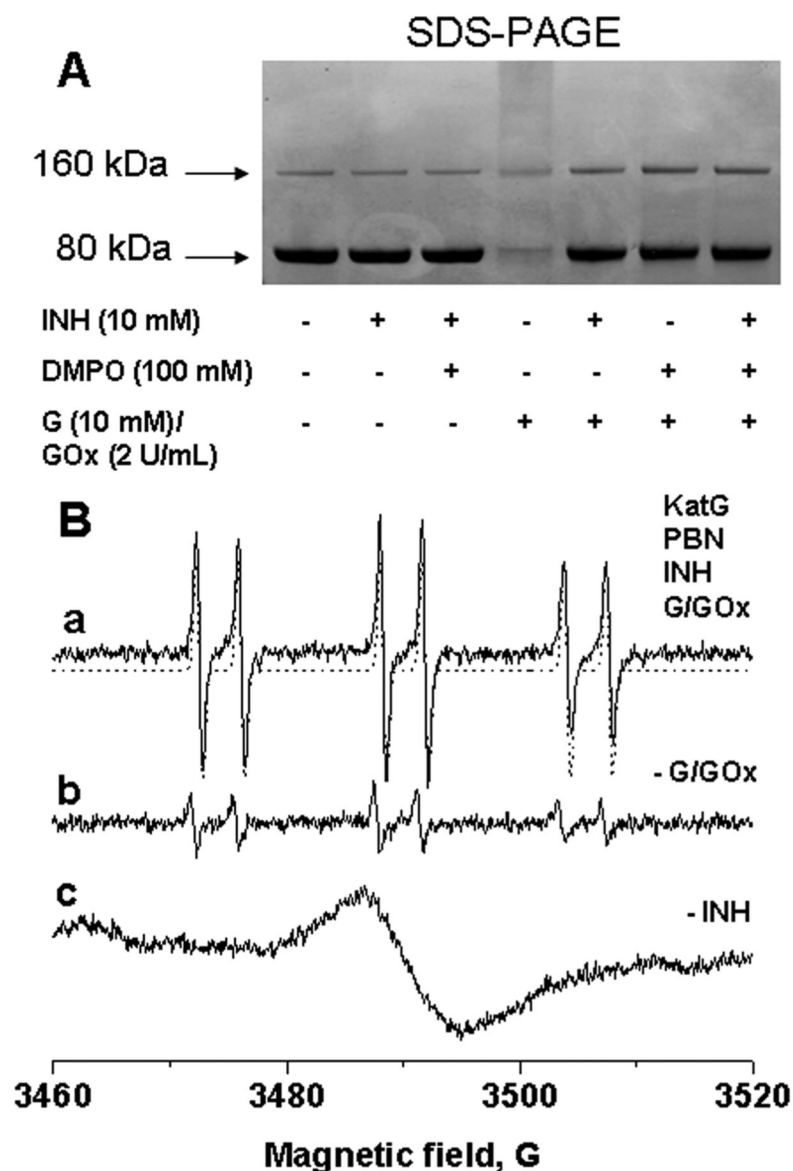 SDS-PAGE
A
160 kDa
80 kDa
INH (10 mM) - + + - + - +
DMPO (100 mM) - - + - - + +
G (10 mM)/ - - - + + + +
GOx (2 U/mL)
B
KatG
PBN
INH
G/GOx
a
- G/GOx
b
c
- INH
3460 3480 3500 3520
Magnetic field, G